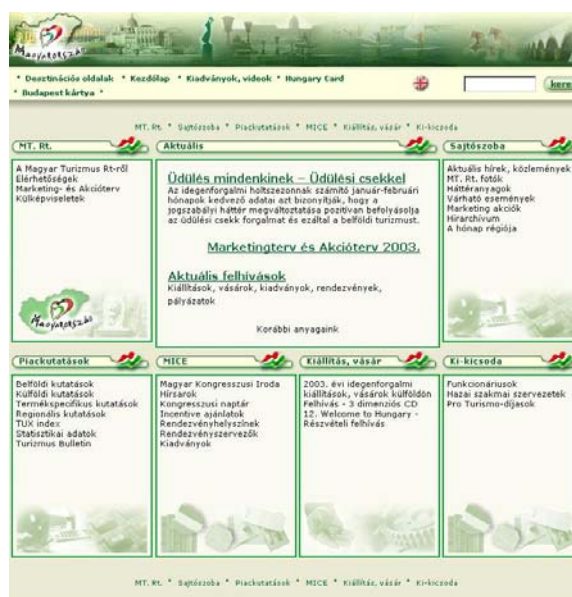 Magyarország
* Desztinációs oldalak * Kezdőlap * Kiadványok, videok * Hungary Card
* Budapest kártya *
kere
MT. Rt. * Sajtószoba * Piackutatások * MICE * Kiállítás, vásár * Ki-kicsoda
MT. Rt.
A Magyar Turizmus Rt-ről
Elérhetőségek
Marketing- és Akcióterv
Külképviseletek
Magyarország
Aktuális
Üdülés mindenkinek – Üdülési csekkel
Az idegenforgalmi holtszezonnak számító január-februári
hónapok kedvező adatai azt bizonyítják, hogy a
jogszabályi háttér megváltoztatása pozitívan befolyásolja
az üdülési csekk forgalmat és ezáltal a belföldi turizmust.
Marketingterv és Akcióterv 2003.
Aktuális felhívások
Kiállítások, vásárok, kiadványok, rendezvények,
pályázatok
Korábbi anyagaink
Sajtószoba
Aktuális hírek, közlemények
MT. Rt. fotók
Háttéranyagok
Várható események
Marketing akciók
Hírarchívum
A hónap régiója
Piackutatások
Belföldi kutatások
Külföldi kutatások
Termékspecifikus kutatások
Regionális kutatások
TUX index
Statisztikai adatok
Turizmus Bulletin
MICE
Magyar Kongresszusi Iroda
Hírsarok
Kongresszusi naptár
Incentive ajánlatok
Rendezvényhelyszínek
Rendezvényszervezők
Kiadványok
Kiállítás, vásár
2003. évi idegenforgalmi
kiállítások, vásárok külföldön
Felhívás - 3 dimenziós CD
12. Welcome to Hungary -
Részvételi felhívás
Ki-kicsoda
Funkcionáriusok
Hazai szakmai szervezetek
Pro Turismo-díjasok
MT. Rt. * Sajtószoba * Piackutatások * MICE * Kiállítás, vásár * Ki-kicsoda